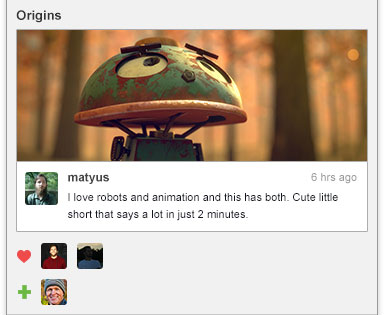 Origins
matyus 6 hrs ago
I love robots and animation and this has both. Cute little
short that says a lot in just 2 minutes.